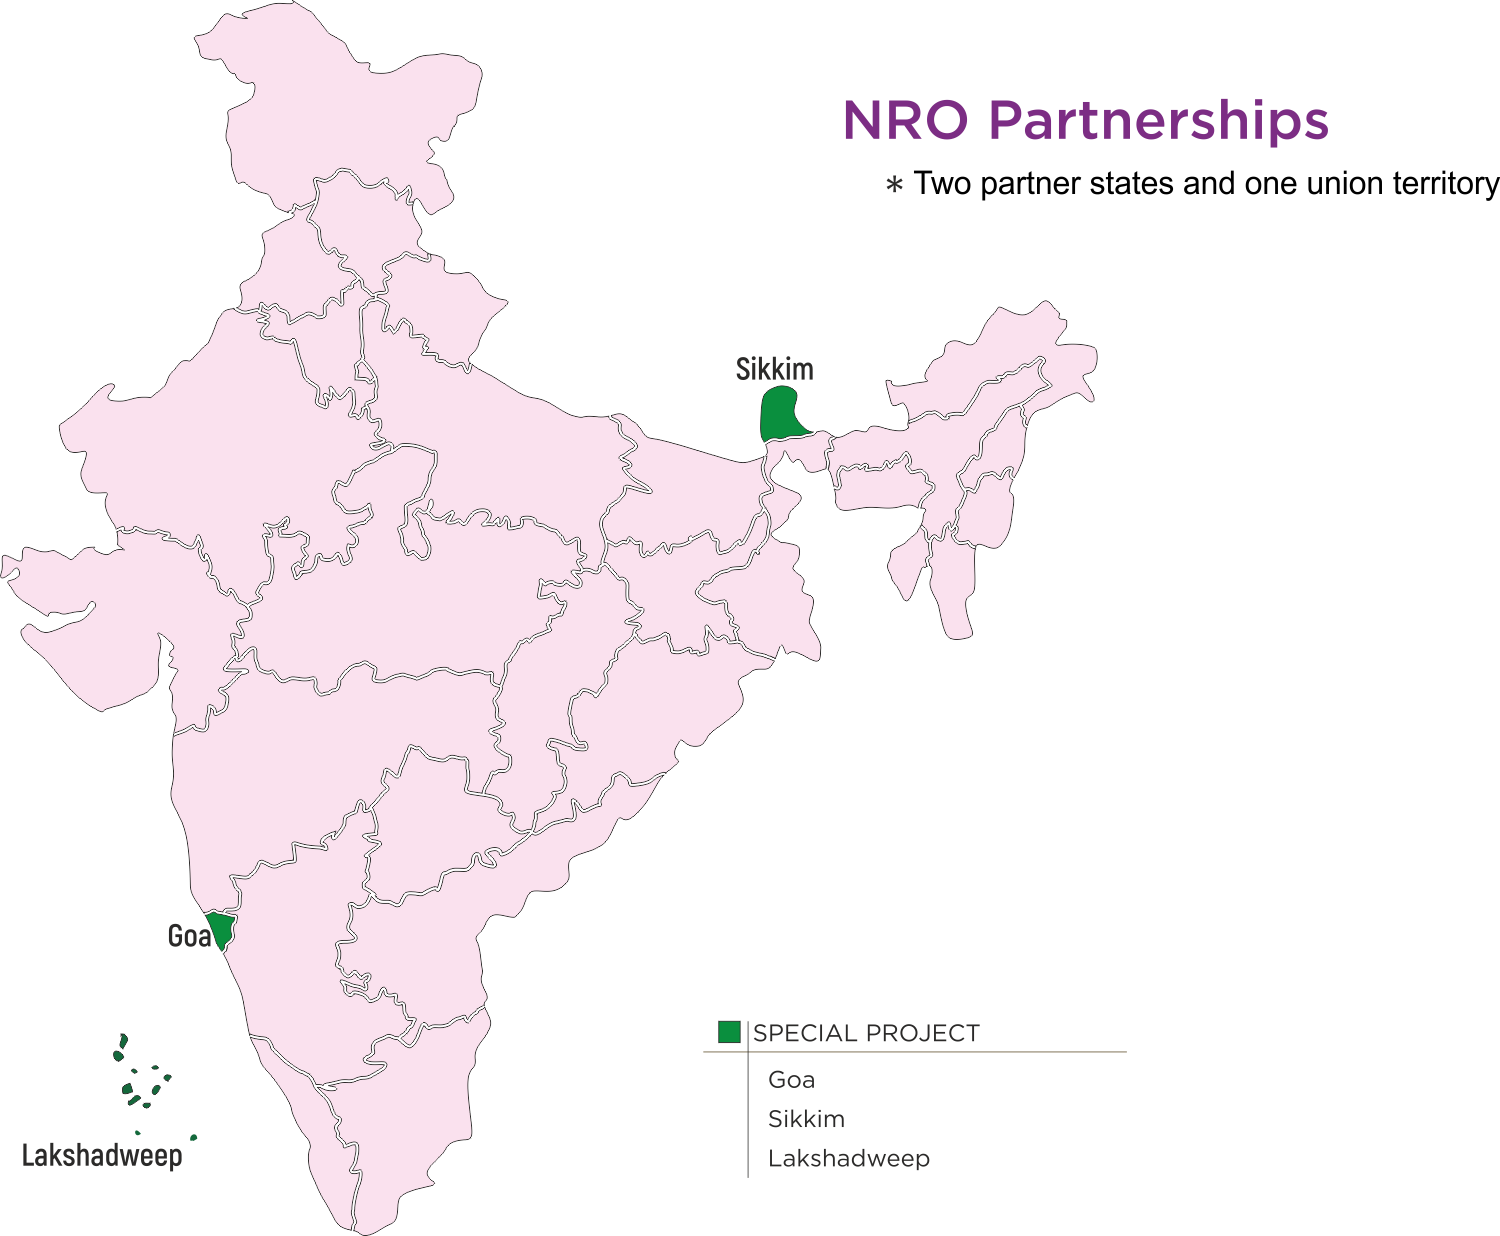 NRO Partnerships
* Two partner states and one union territory
Sikkim
Goa
Lakshadweep
SPECIAL PROJECT
Goa
Sikkim
Lakshadweep